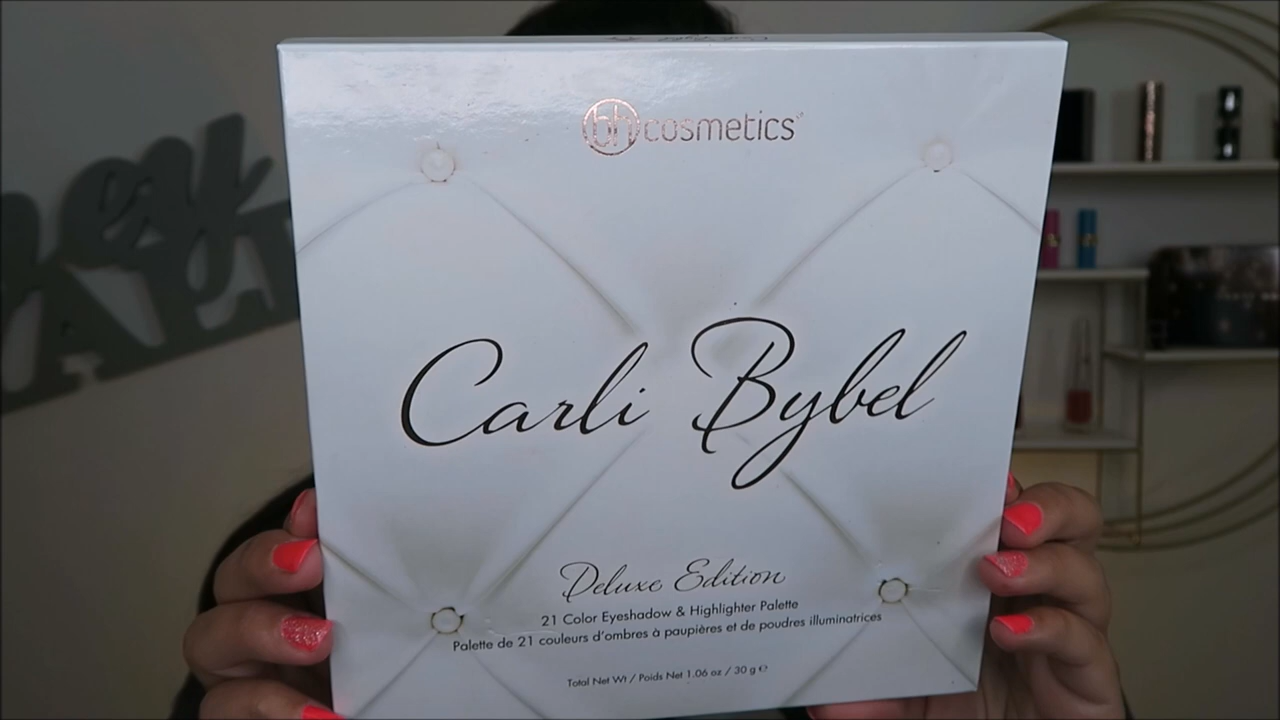 bh cosmetics
Carli Bybel
Deluxe Edition
21 Color Eyeshadow & Highlighter Palette
Palette de 21 couleurs d'ombres à paupières et de poudres illuminatrices
Total Net Wt / Poids Net 1.06 oz / 30 g ℮